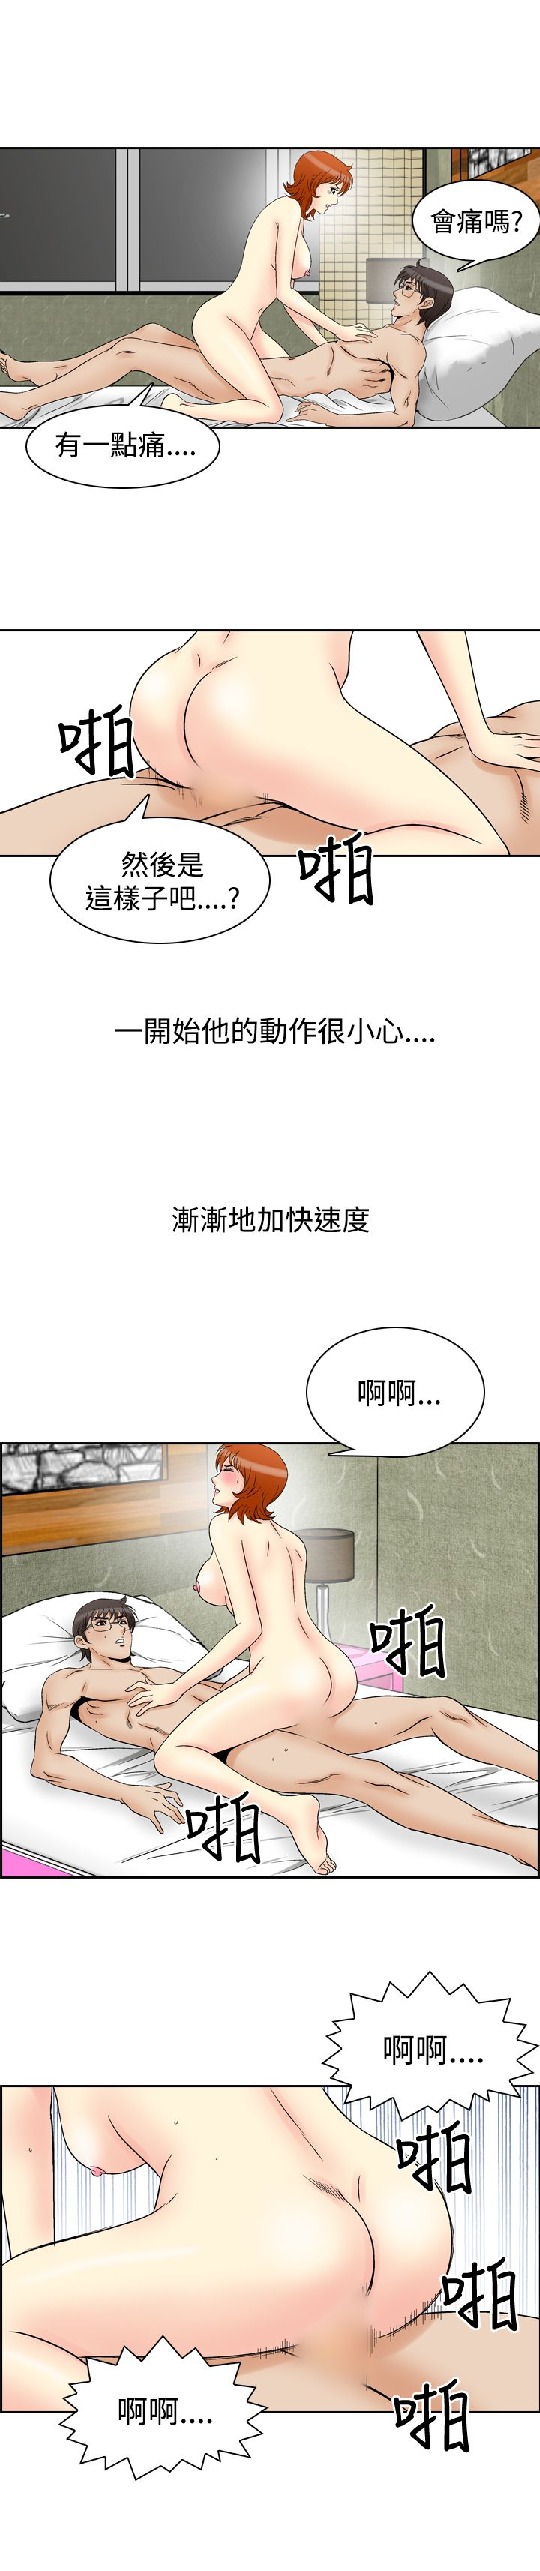 會痛嗎?
有一點痛....
啪
然後是
這樣子吧....?
啪
一開始他的動作很小心....
漸漸地加快速度
啊啊...
啪
啪
啊啊....
啪
啪
啊啊....
啪